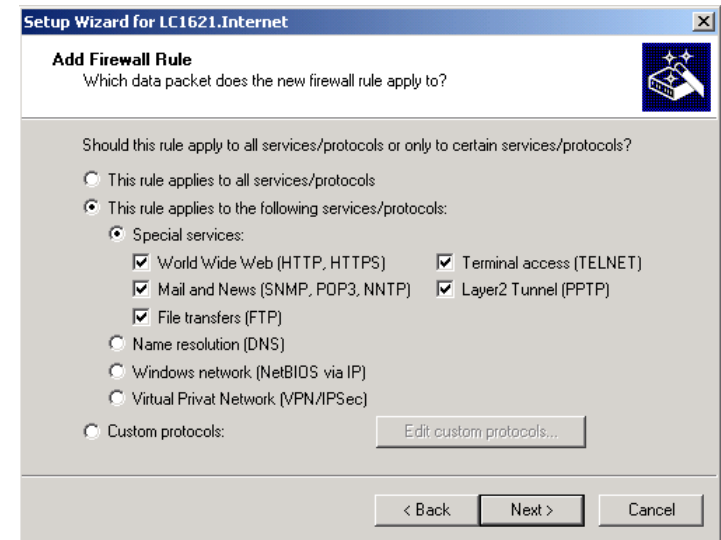 Setup Wizard for LC1621.Internet
Add Firewall Rule
Which data packet does the new firewall rule apply to?
Should this rule apply to all services/protocols or only to certain services/protocols?
This rule applies to all services/protocols
This rule applies to the following services/protocols:
Special services:
World Wide Web (HTTP, HTTPS) Terminal access (TELNET)
Mail and News (SNMP, POP3, NNTP) Layer2 Tunnel (PPTP)
File transfers (FTP)
Name resolution (DNS)
Windows network (NetBIOS via IP)
Virtual Privat Network (VPN/IPSec)
Custom protocols: Edit custom protocols...
< Back Next > Cancel